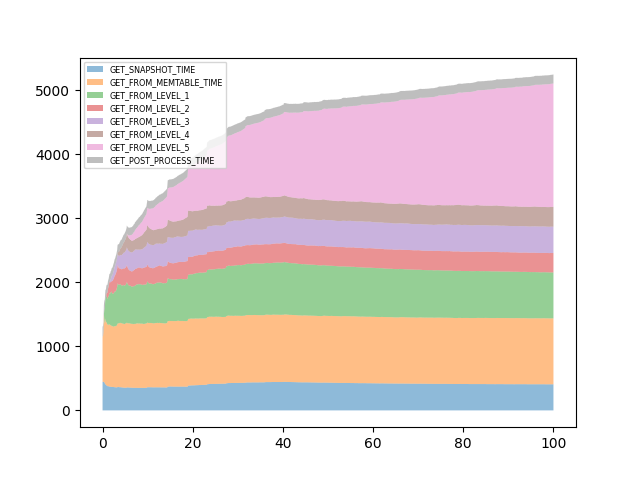 GET_SNAPSHOT_TIME
GET_FROM_MEMTABLE_TIME
GET_FROM_LEVEL_1
GET_FROM_LEVEL_2
GET_FROM_LEVEL_3
GET_FROM_LEVEL_4
GET_FROM_LEVEL_5
GET_POST_PROCESS_TIME
5000
4000
3000
2000
1000
0
0 20 40 60 80 100